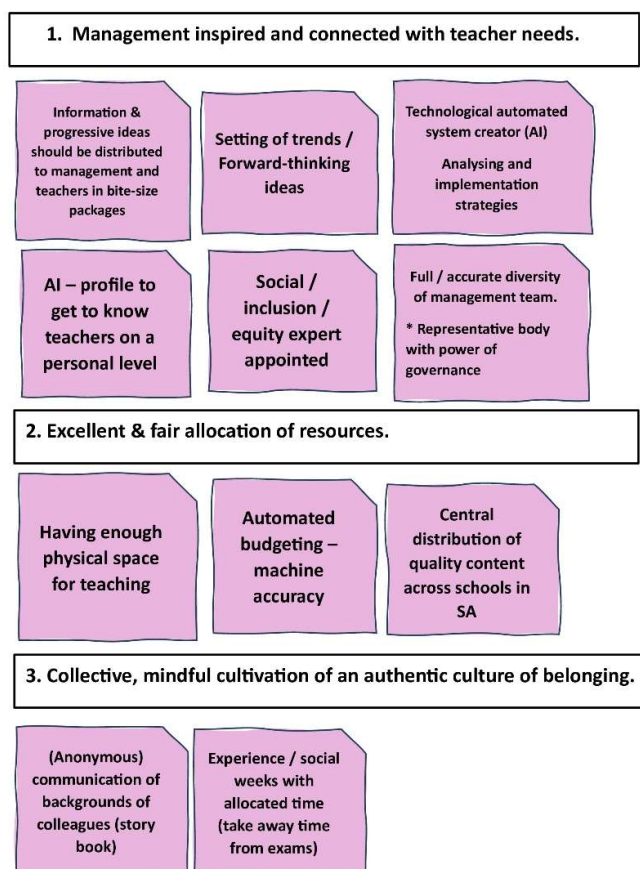 1. Management inspired and connected with teacher needs.
Information &
progressive ideas
should be distributed
to management and
teachers in bite-size
packages
Setting of trends /
Forward-thinking
ideas
Technological automated
system creator (AI)
Analysing and
implementation
strategies
AI – profile to
get to know
teachers on a
personal level
Social /
inclusion /
equity expert
appointed
Full / accurate diversity
of management team.
* Representative body
with power of
governance
2. Excellent & fair allocation of resources.
Having enough
physical space
for teaching
Automated
budgeting –
machine
accuracy
Central
distribution of
quality content
across schools in
SA
3. Collective, mindful cultivation of an authentic culture of belonging.
(Anonymous)
communication of
backgrounds of
colleagues (story
book)
Experience / social
weeks with
allocated time
(take away time
from exams)